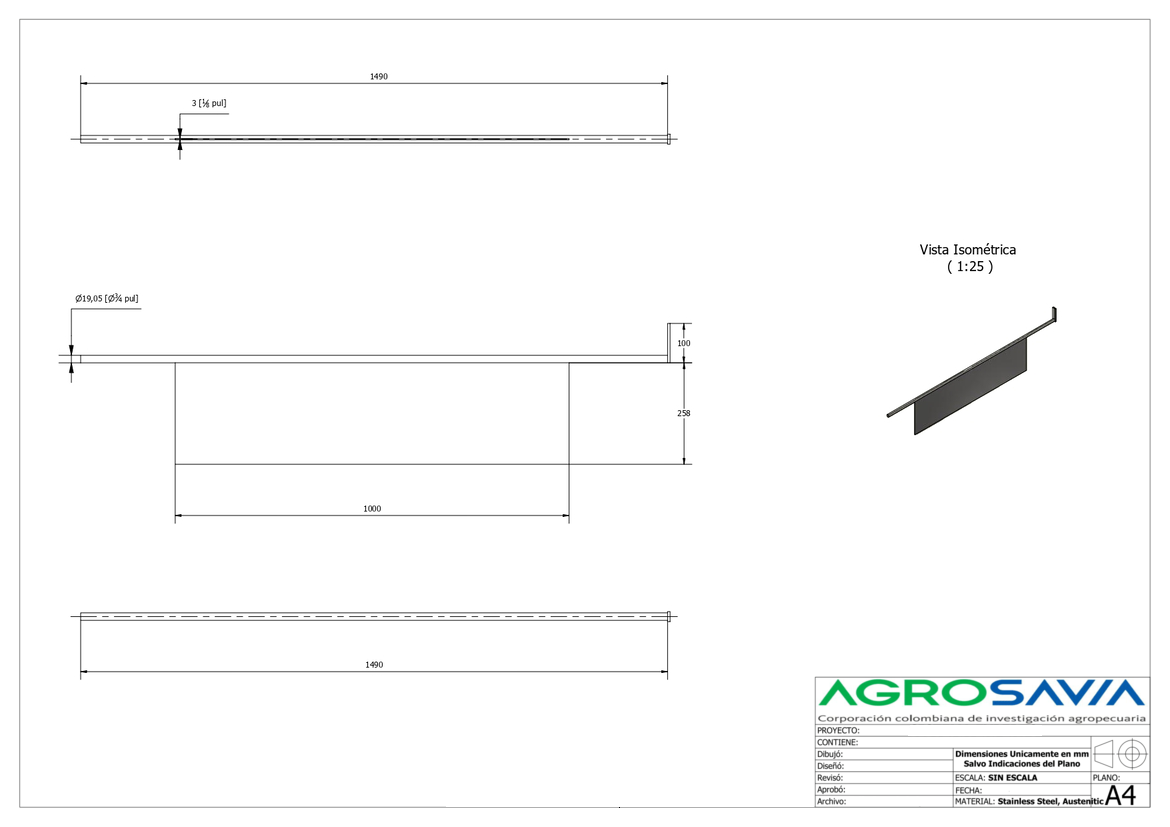 1490
3 [⅛ pul]
Vista Isométrica
( 1:25 )
Ø19,05 [Ø¾ pul]
100
258
1000
1490
AGROSAVIA
Corporación colombiana de investigación agropecuaria
PROYECTO:
CONTIENE:
Dibujó:
Dimensiones Unicamente en mm
Salvo Indicaciones del Plano
Diseñó:
Revisó:
ESCALA: SIN ESCALA
PLANO:
Aprobó:
FECHA:
A4
Archivo:
MATERIAL: Stainless Steel, Austenitic